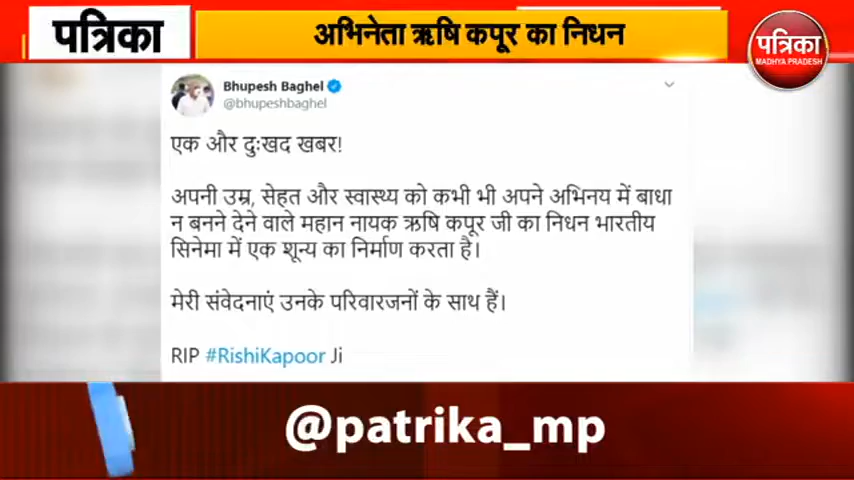 पत्रिका
अभिनेता ऋषि कपूर का निधन
पत्रिका
MADHYA PRADESH
Bhupesh Baghel
@bhupeshbaghel
एक और दुःखद खबर!
अपनी उम्र, सेहत और स्वास्थ्य को कभी भी अपने अभिनय में बाधा
न बनने देने वाले महान नायक ऋषि कपूर जी का निधन भारतीय
सिनेमा में एक शून्य का निर्माण करता है।
मेरी संवेदनाएं उनके परिवारजनों के साथ हैं।
RIP #RishiKapoor Ji
@patrika_mp